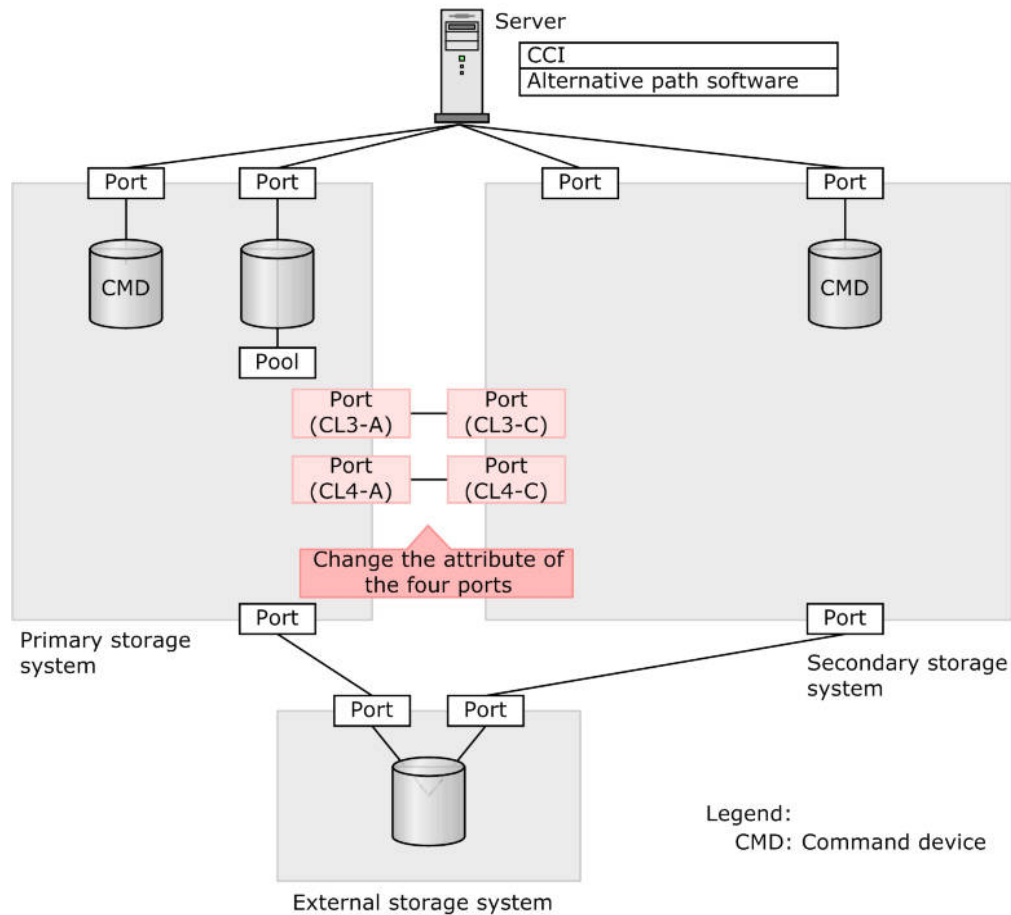 Server
CCI
Alternative path software
Port
Port
Port
Port
CMD
CMD
Pool
Port
(CL3-A)
Port
(CL3-C)
Port
(CL4-A)
Port
(CL4-C)
Change the attribute of
the four ports
Port
Port
Primary storage
system
Secondary storage
system
Port
Port
Legend:
CMD: Command device
External storage system